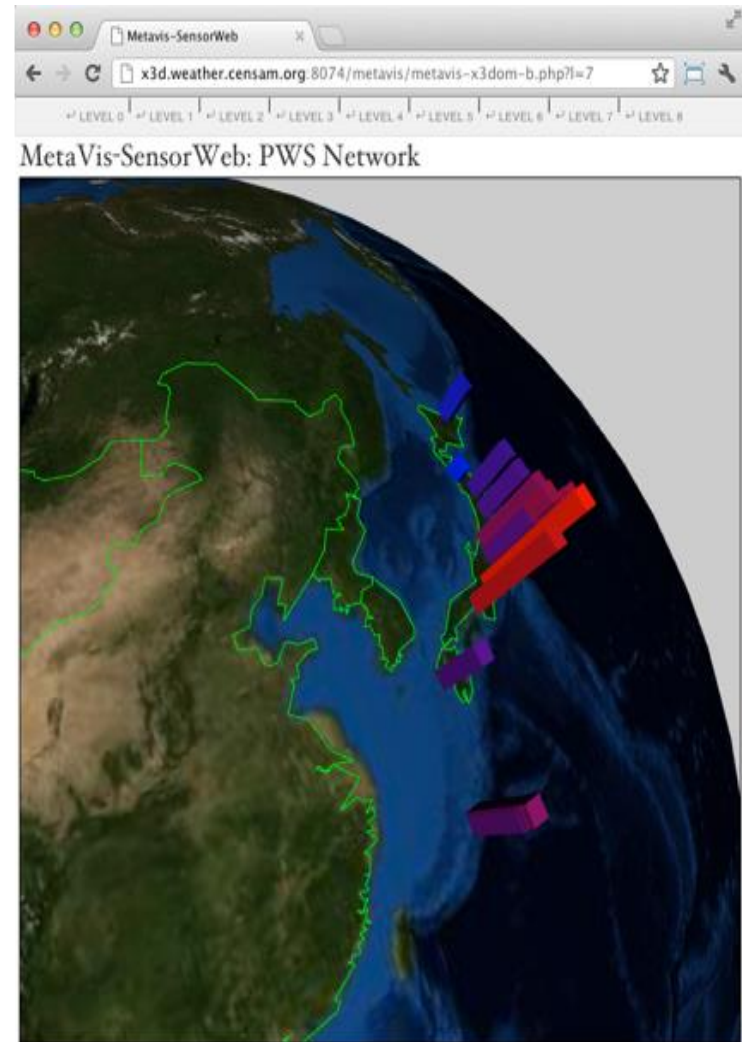 Metavis-SensorWeb
x3d.weather.censam.org:8074/metavis/metavis-x3dom-b.php?l=7
LEVEL 0 LEVEL 1 LEVEL 2 LEVEL 3 LEVEL 4 LEVEL 5 LEVEL 6 LEVEL 7 LEVEL 8
MetaVis-SensorWeb: PWS Network